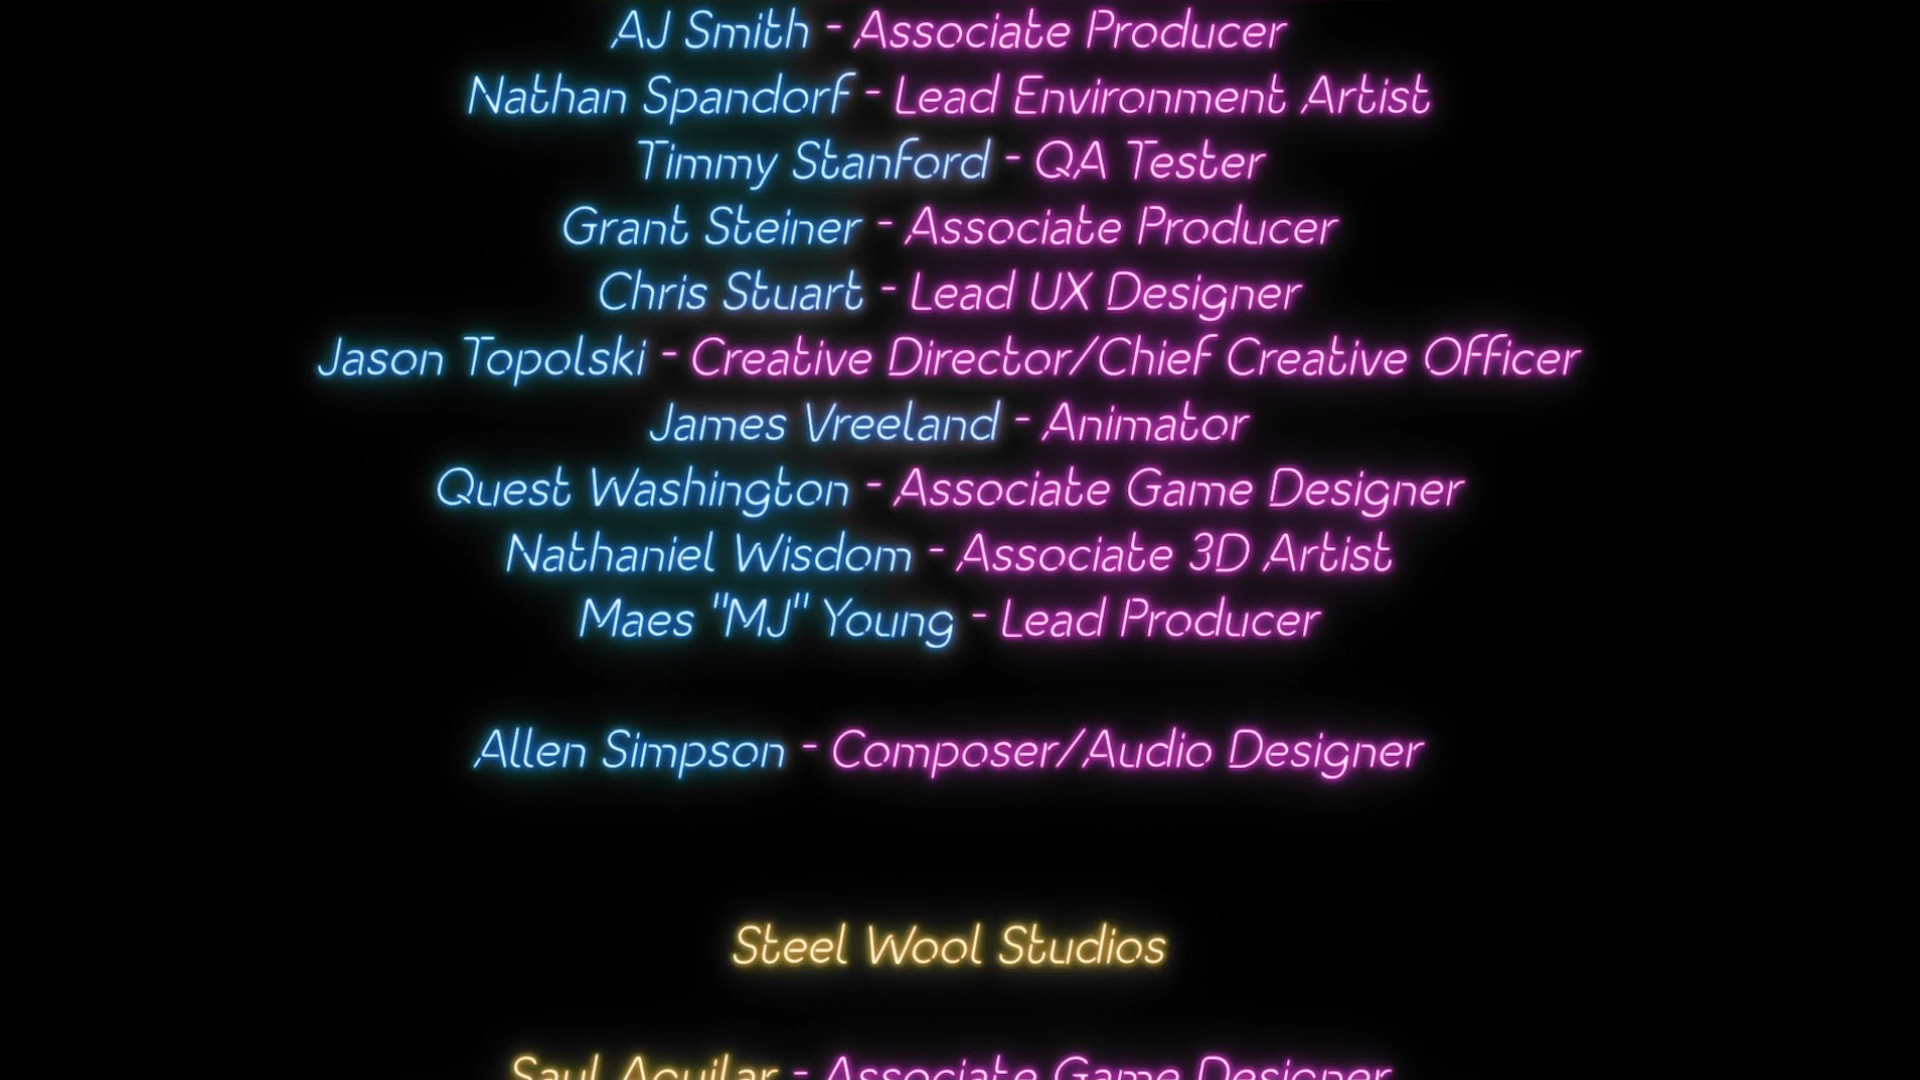 AJ Smith - Associate Producer
Nathan Spandorf - Lead Environment Artist
Timmy Stanford - QA Tester
Grant Steiner - Associate Producer
Chris Stuart - Lead UX Designer
Jason Topolski - Creative Director/Chief Creative Officer
James Vreeland - Animator
Quest Washington - Associate Game Designer
Nathaniel Wisdom - Associate 3D Artist
Maes "MJ" Young - Lead Producer
Allen Simpson - Composer/Audio Designer
Steel Wool Studios
Saul Aguilar - Associate Game Designer